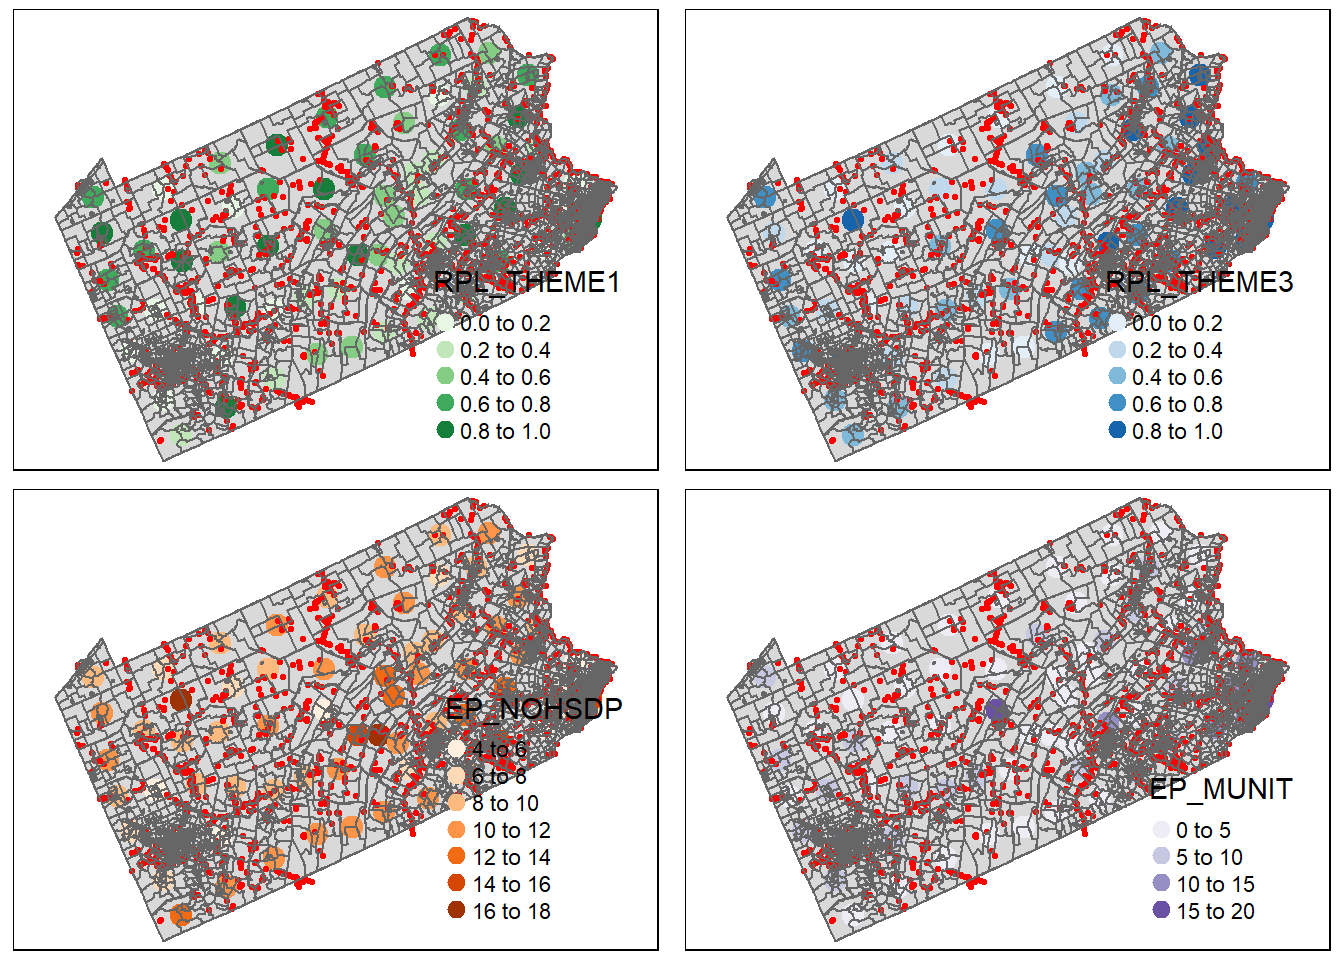 RPL_THEME1
0.0 to 0.2
0.2 to 0.4
0.4 to 0.6
0.6 to 0.8
0.8 to 1.0
RPL_THEME3
0.0 to 0.2
0.2 to 0.4
0.4 to 0.6
0.6 to 0.8
0.8 to 1.0
EP_NOHSDP
4 to 6
6 to 8
8 to 10
10 to 12
12 to 14
14 to 16
16 to 18
EP_MUNIT
0 to 5
5 to 10
10 to 15
15 to 20